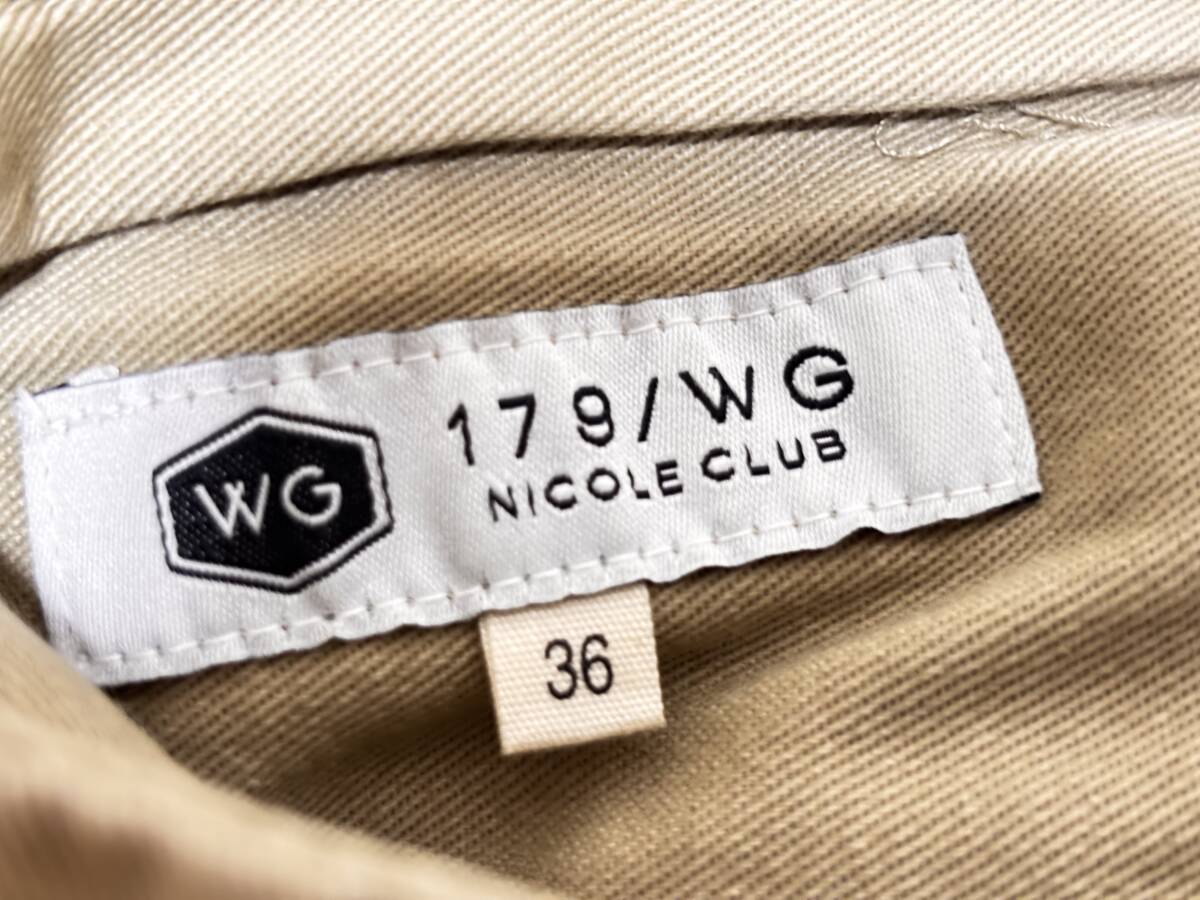 WG
179/WG
NICOLE CLUB
36